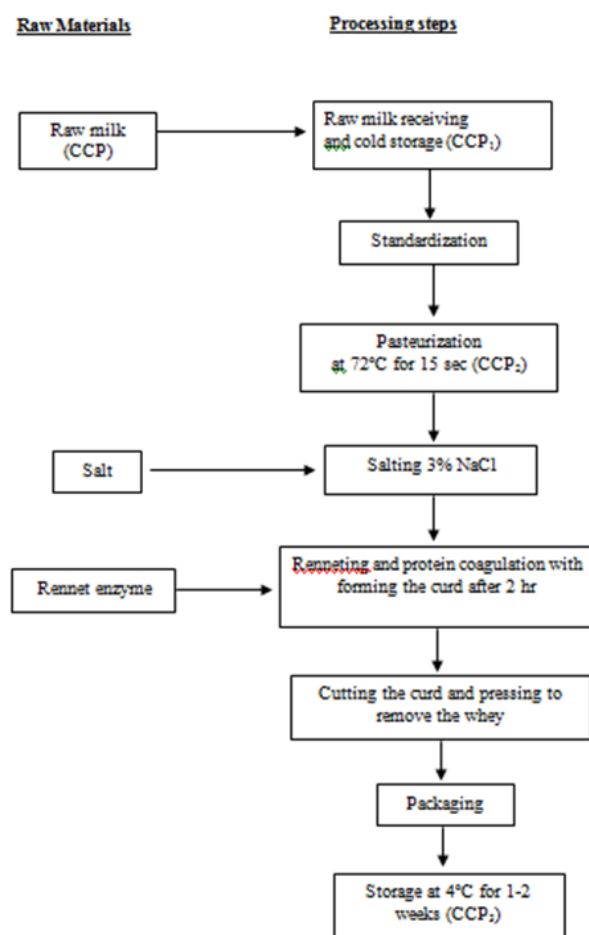 Raw Materials
Processing steps
Raw milk
(CCP)
Raw milk receiving
and cold storage (CCP₁)
Standardization
Pasteurization
at 72°C for 15 sec (CCP₂)
Salt
Salting 3% NaCl
Rennet enzyme
Renneting and protein coagulation with
forming the curd after 2 hr
Cutting the curd and pressing to
remove the whey
Packaging
Storage at 4°C for 1-2
weeks (CCP₃)